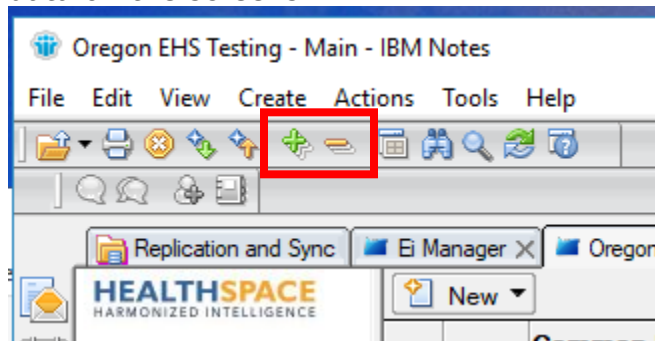 Oregon EHS Testing - Main - IBM Notes
File Edit View Create Actions Tools Help
Replication and Sync Ei Manager Oregon
HEALTHSPACE New
HARMONIZED INTELLIGENCE